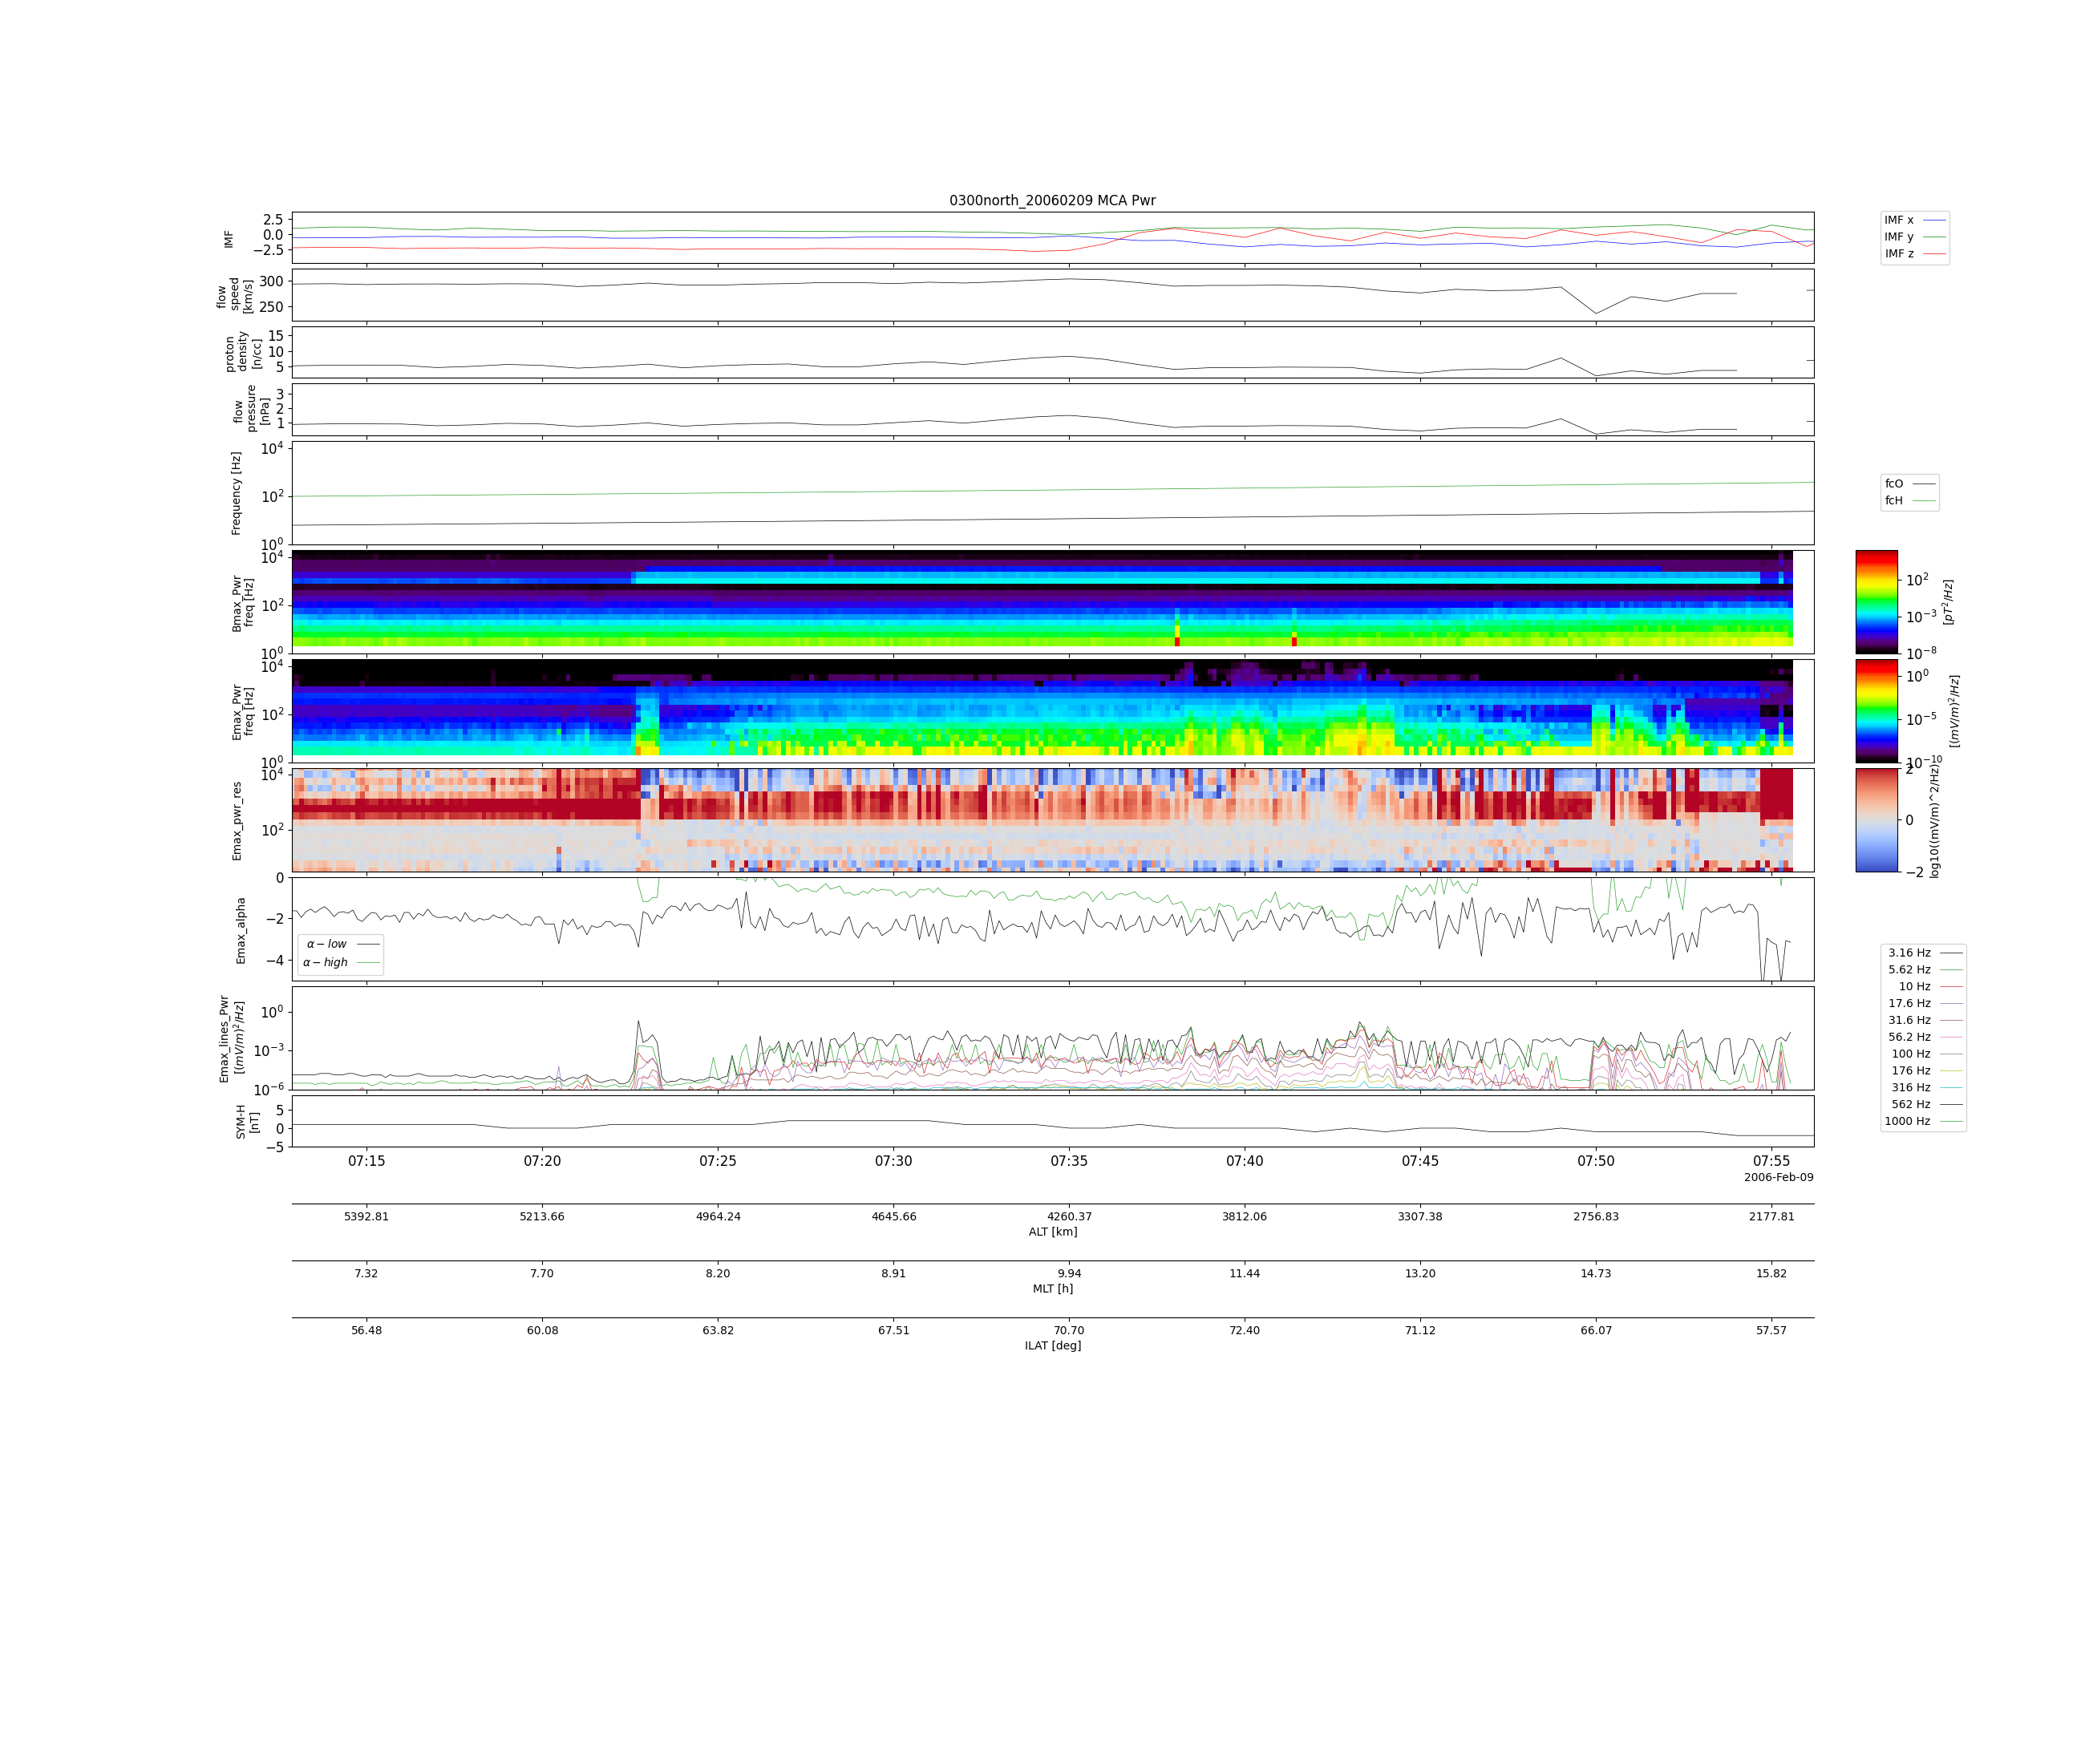 0300north_20060209 MCA Pwr
IMF
2.5
0.0
−2.5
IMF x
IMF y
IMF z
flow
speed
[km/s]
300
250
proton
density
[n/cc]
15
10
5
flow
pressure
[nPa]
3
2
1
Frequency [Hz]
10^4
10^2
10^0
fcO
fcH
Bmax_Pwr
freq [Hz]
10^4
10^2
10^0
10^2
10^−3
10^−8
[pT^2/Hz]
Emax_Pwr
freq [Hz]
10^4
10^2
10^0
10^0
10^−5
10^−10
[(mV/m)^2/Hz]
Emax_pwr_res
10^4
10^2
2
0
−2
log10((mV/m)^2/Hz)
Emax_alpha
0
−2
−4
α − low
α − high
Emax_lines_Pwr
[(mV/m)^2/Hz]
10^0
10^−3
10^−6
3.16 Hz
5.62 Hz
10 Hz
17.6 Hz
31.6 Hz
56.2 Hz
100 Hz
176 Hz
316 Hz
562 Hz
1000 Hz
SYM-H
[nT]
5
0
−5
07:15 07:20 07:25 07:30 07:35 07:40 07:45 07:50 07:55
2006-Feb-09
5392.81 5213.66 4964.24 4645.66 4260.37 3812.06 3307.38 2756.83 2177.81
ALT [km]
7.32 7.70 8.20 8.91 9.94 11.44 13.20 14.73 15.82
MLT [h]
56.48 60.08 63.82 67.51 70.70 72.40 71.12 66.07 57.57
ILAT [deg]